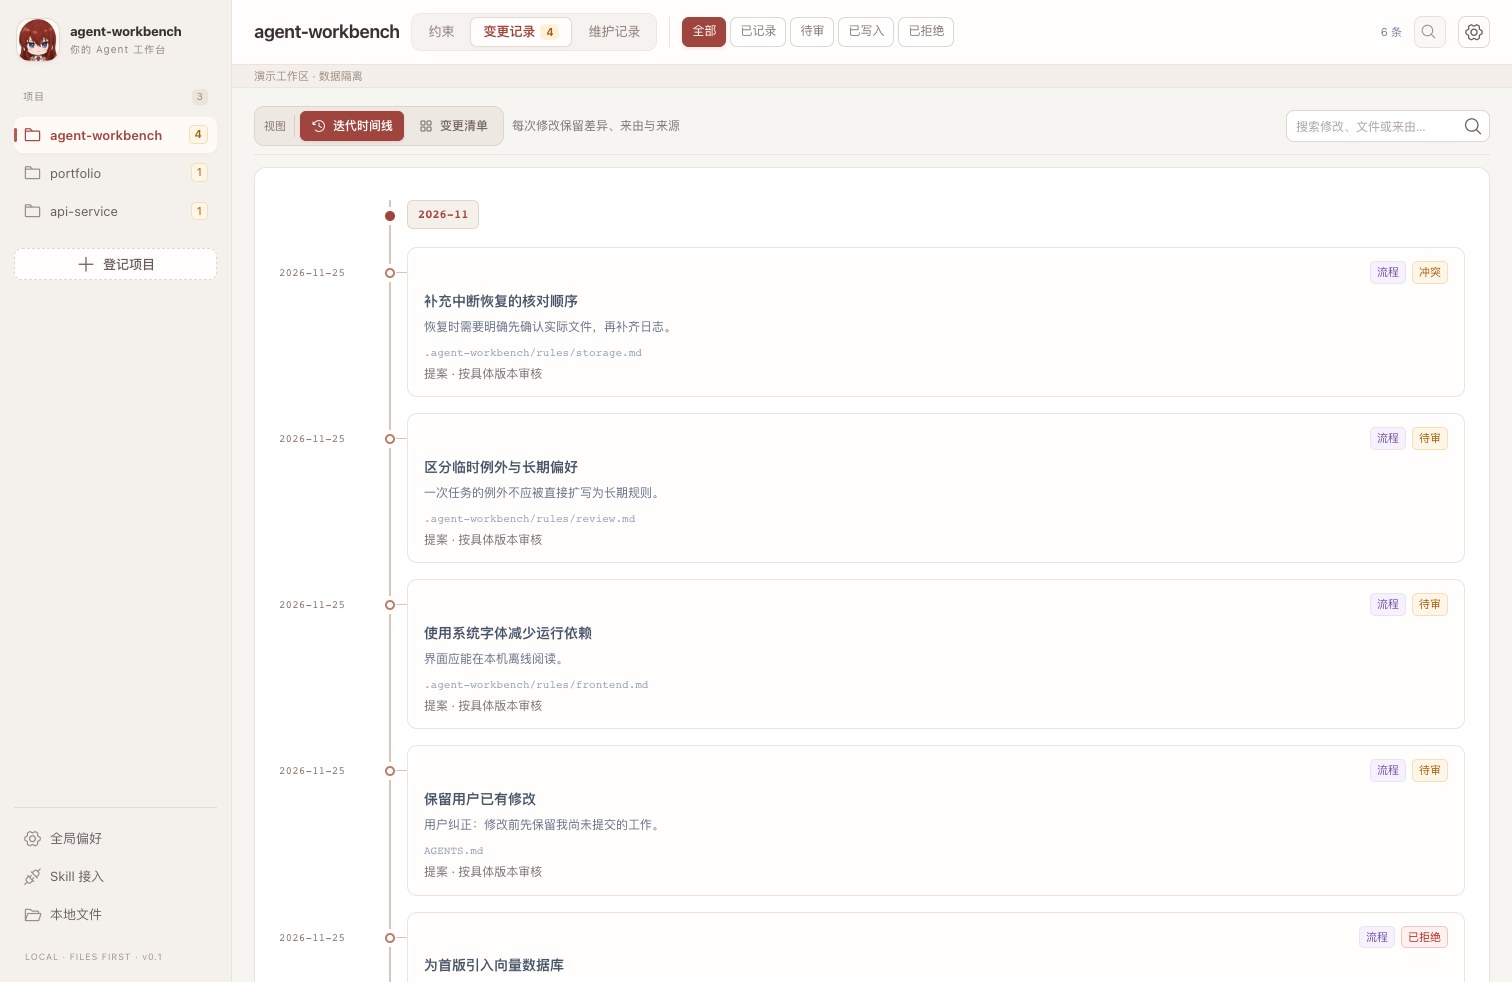 agent-workbench
你的 Agent 工作台
项目
3
agent-workbench
4
portfolio
1
api-service
1
登记项目
全局偏好
Skill 接入
本地文件
LOCAL · FILES FIRST · v0.1
agent-workbench
约束
变更记录 4
维护记录
全部
已记录
待审
已写入
已拒绝
6 条
演示工作区 · 数据隔离
视图
迭代时间线
变更清单
每次修改保留差异、来由与来源
搜索修改、文件或来由...
2026-11
2026-11-25
流程
冲突
补充中断恢复的核对顺序
恢复时需要明确先确认实际文件，再补齐日志。
.agent-workbench/rules/storage.md
提案 · 按具体版本审核
2026-11-25
流程
待审
区分临时例外与长期偏好
一次任务的例外不应被直接扩写为长期规则。
.agent-workbench/rules/review.md
提案 · 按具体版本审核
2026-11-25
流程
待审
使用系统字体减少运行依赖
界面应能在本机离线阅读。
.agent-workbench/rules/frontend.md
提案 · 按具体版本审核
2026-11-25
流程
待审
保留用户已有修改
用户纠正：修改前先保留我尚未提交的工作。
AGENTS.md
提案 · 按具体版本审核
2026-11-25
流程
已拒绝
为首版引入向量数据库